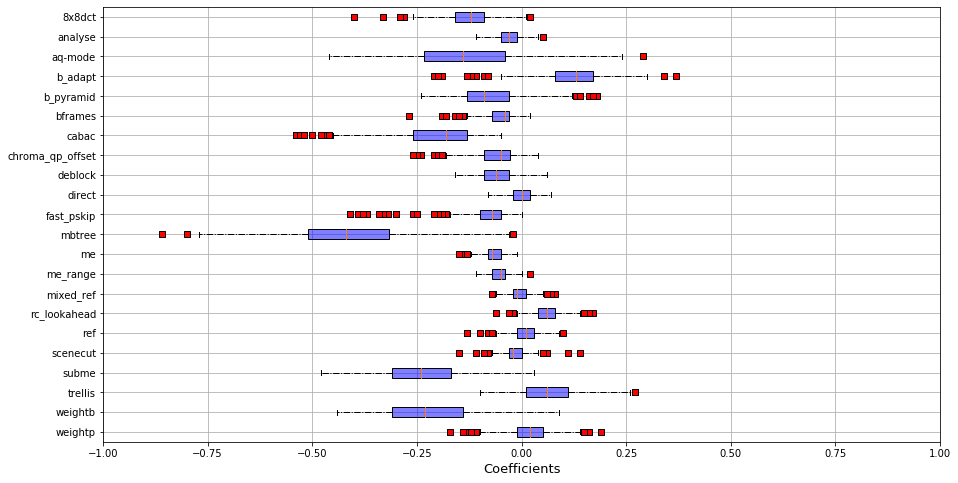 8x8dct
analyse
aq-mode
b_adapt
b_pyramid
bframes
cabac
chroma_qp_offset
deblock
direct
fast_pskip
mbtree
me
me_range
mixed_ref
rc_lookahead
ref
scenecut
subme
trellis
weightb
weightp
−1.00 −0.75 −0.50 −0.25 0.00 0.25 0.50 0.75 1.00
Coefficients